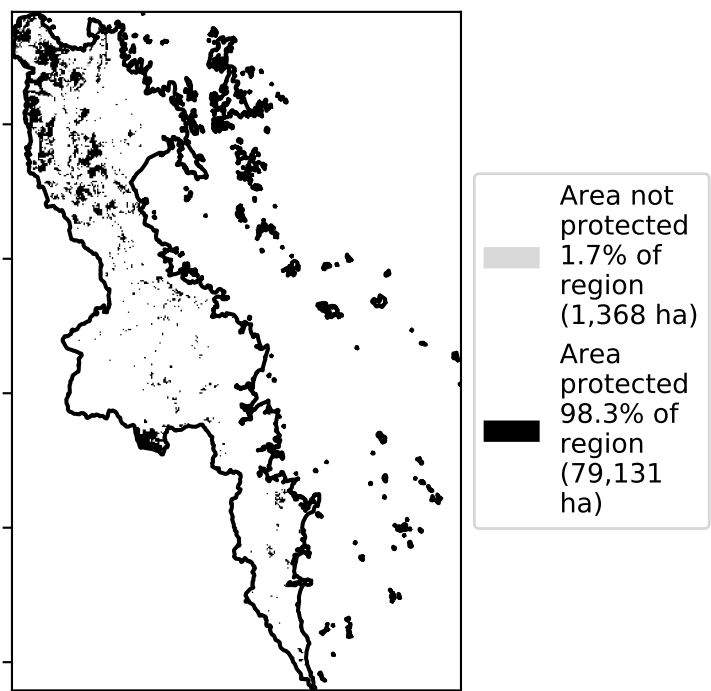 Area not
protected
1.7% of
region
(1,368 ha)
Area
protected
98.3% of
region
(79,131
ha)